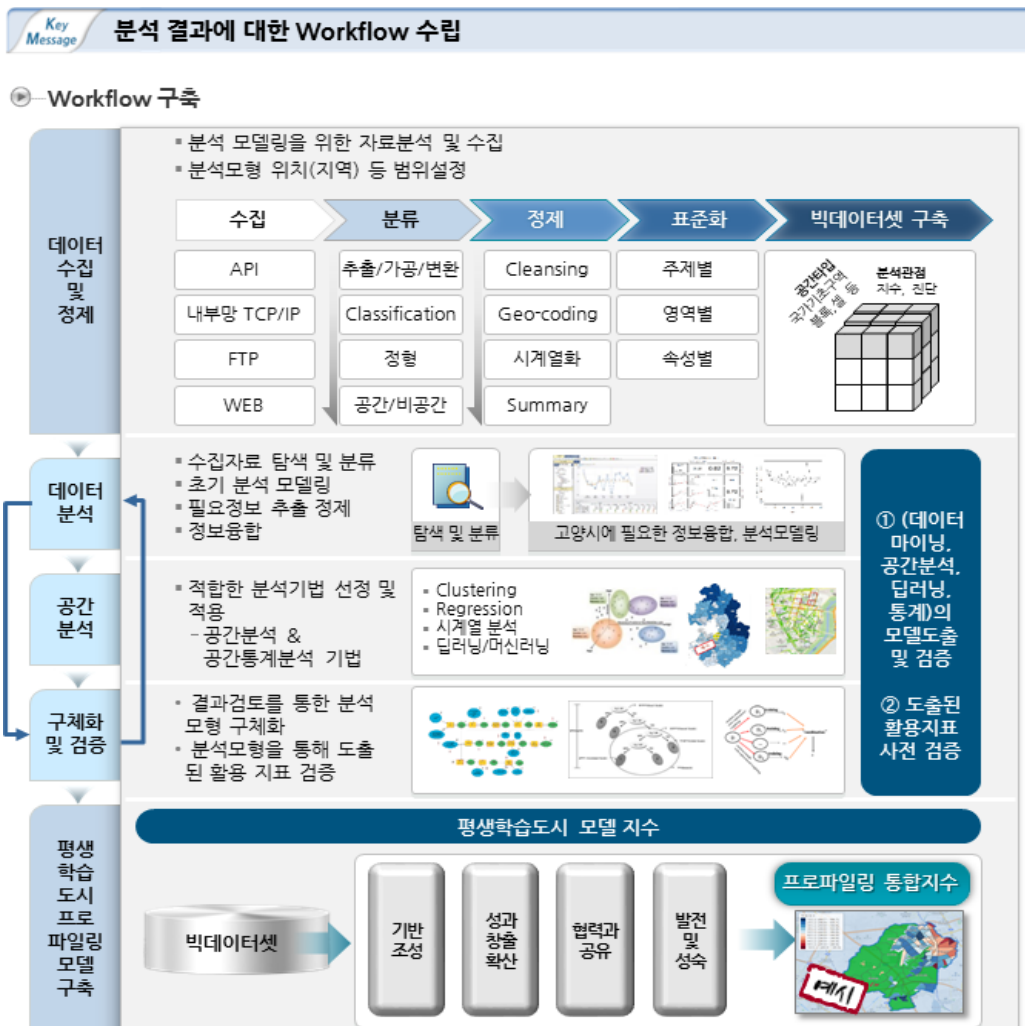 Key
Message
분석 결과에 대한 Workflow 수립
Workflow 구축
데이터
수집
및
정제
▪ 분석 모델링을 위한 자료분석 및 수집
▪ 분석모형 위치(지역) 등 범위설정
수집
분류
정제
표준화
빅데이터셋 구축
API
추출/가공/변환
Cleansing
주제별
내부망 TCP/IP
Classification
Geo-coding
영역별
FTP
정형
시계열화
속성별
WEB
공간/비공간
Summary
공간타입
국가기초구역
블록, 셀 등
분석관점
지수, 진단
데이터
분석
▪ 수집자료 탐색 및 분류
▪ 초기 분석 모델링
▪ 필요정보 추출 정제
▪ 정보융합
탐색 및 분류
고양시에 필요한 정보융합, 분석모델링
공간
분석
▪ 적합한 분석기법 선정 및
적용
- 공간분석 &
공간통계분석 기법
▪ Clustering
▪ Regression
▪ 시계열 분석
▪ 딥러닝/머신러닝
구체화
및 검증
▪ 결과검토를 통한 분석
모형 구체화
▪ 분석모형을 통해 도출
된 활용 지표 검증
① (데이터
마이닝,
공간분석,
딥러닝,
통계)의
모델도출
및 검증
② 도출된
활용지표
사전 검증
평생
학습
도시
프로
파일링
모델
구축
평생학습도시 모델 지수
빅데이터셋
기반
조성
성과
창출
확산
협력과
공유
발전
및
성숙
프로파일링 통합지수
예시